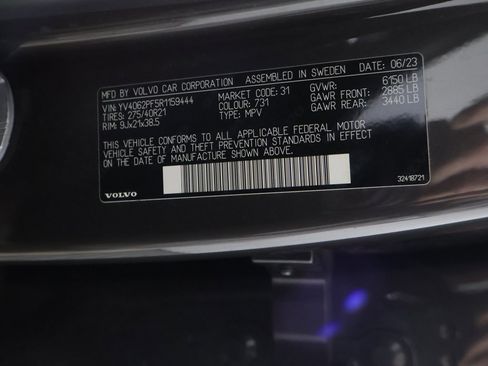 MFD BY VOLVO CAR CORPORATION ASSEMBLED IN SWEDEN DATE: 06/23
VIN: YV4062PF5R1159444 MARKET CODE: 31 GVWR: 6150 LB
TIRES: 275/40R21 COLOUR: 731 GAWR FRONT: 2885 LB
RIM: 9Jx21x38.5 TYPE: MPV GAWR REAR: 3440 LB
THIS VEHICLE CONFORMS TO ALL APPLICABLE FEDERAL MOTOR
VEHICLE SAFETY AND THEFT PREVENTION STANDARDS IN EFFECT
ON THE DATE OF MANUFACTURE SHOWN ABOVE.
VOLVO 32418721